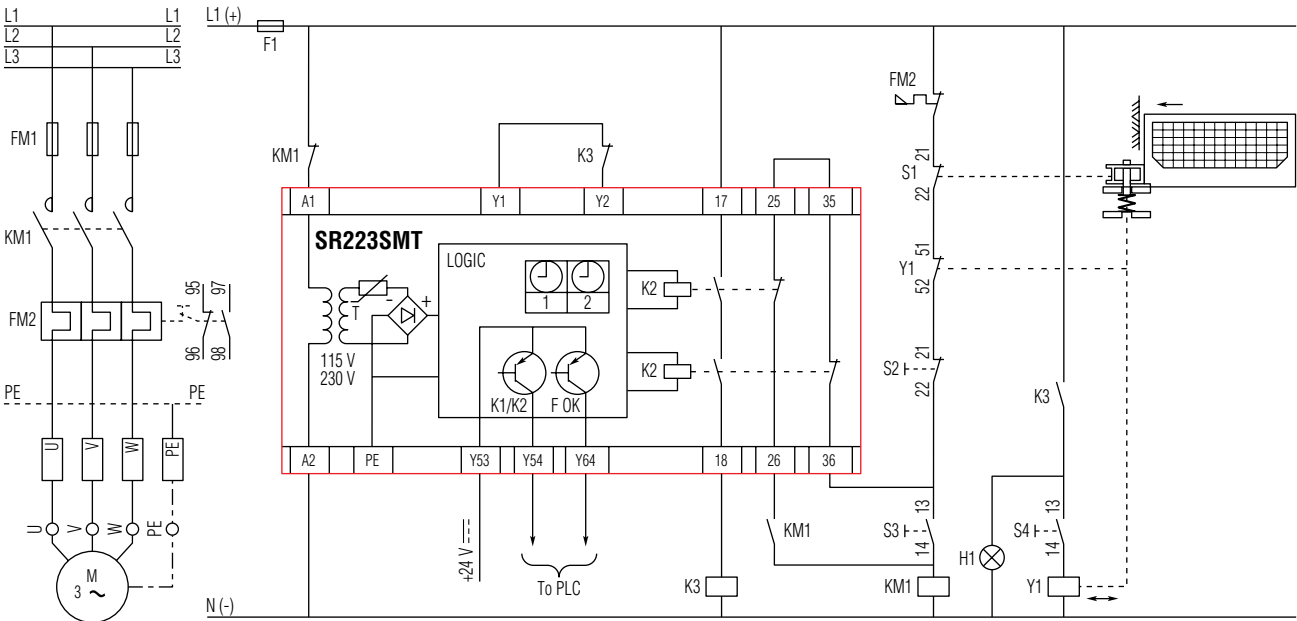 L1 L1 L1 (+)
L2 L2
F1
L3 L3
FM2
FM1
KM1 K3
21
S1
22
A1 Y1 Y2 17 25 35
SR223SMT
LOGIC
KM1
51
Y1
52
K2
1 2
- +
T
95 97
FM2
96 98
115 V
230 V
21
S2
22
K2
K1/K2 F OK
K3
PE PE
U V W PE
A2 PE Y53 Y54 Y64 18 26 36
13 13
KM1 S3 S4
14 14
U V W PE
H1
+24 V
To PLC
M
3 ~
K3 KM1 Y1
N (-)